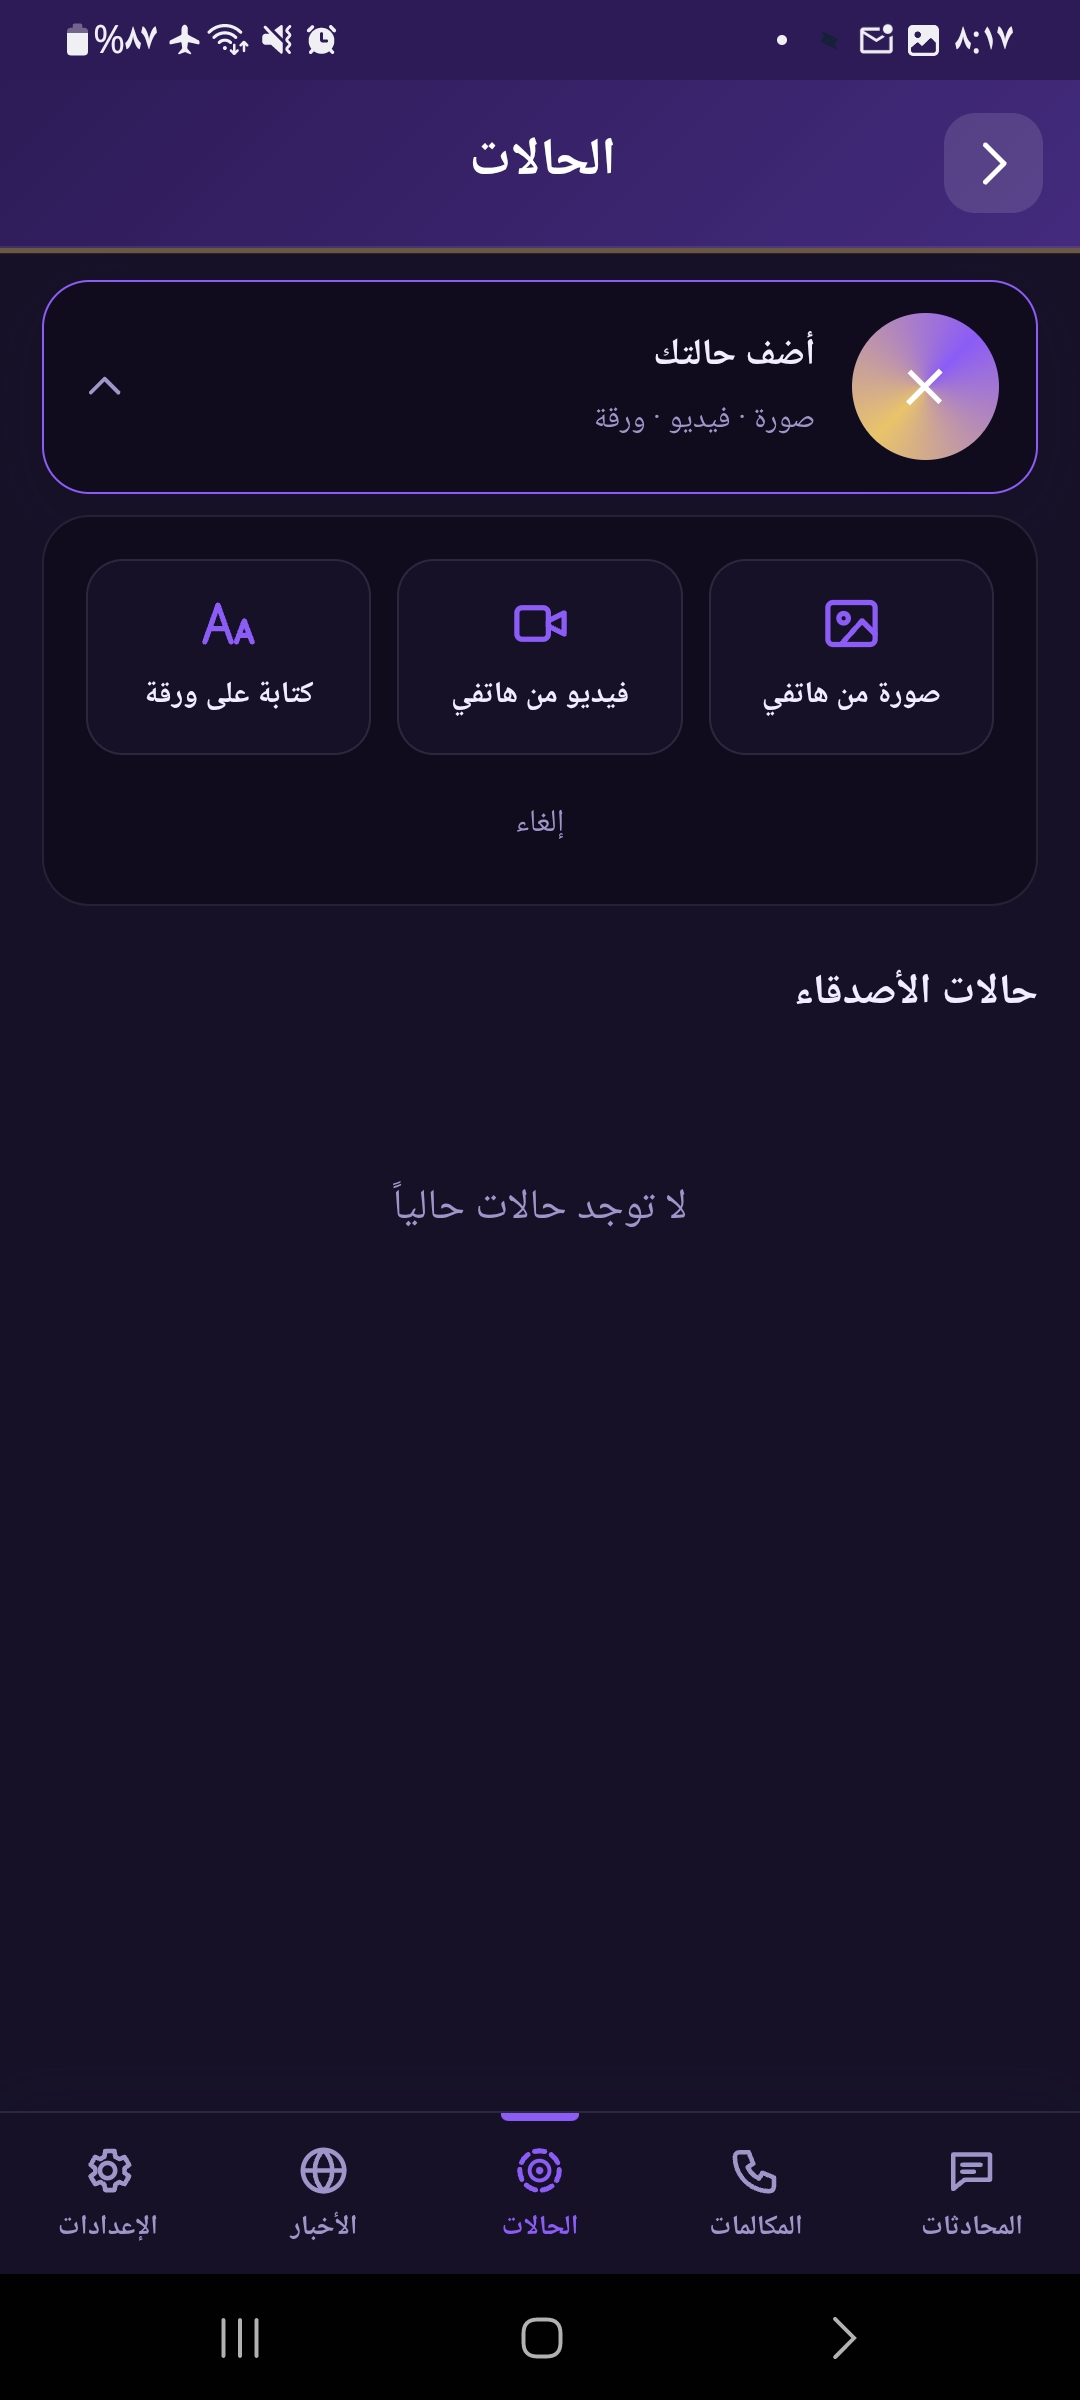 ٨:١٧
%٨٧
الحالات
أضف حالتك
صورة · فيديو · ورقة
صورة من هاتفي
فيديو من هاتفي
كتابة على ورقة
إلغاء
حالات الأصدقاء
لا توجد حالات حالياً
المحادثات
المكالمات
الحالات
الأخبار
الإعدادات